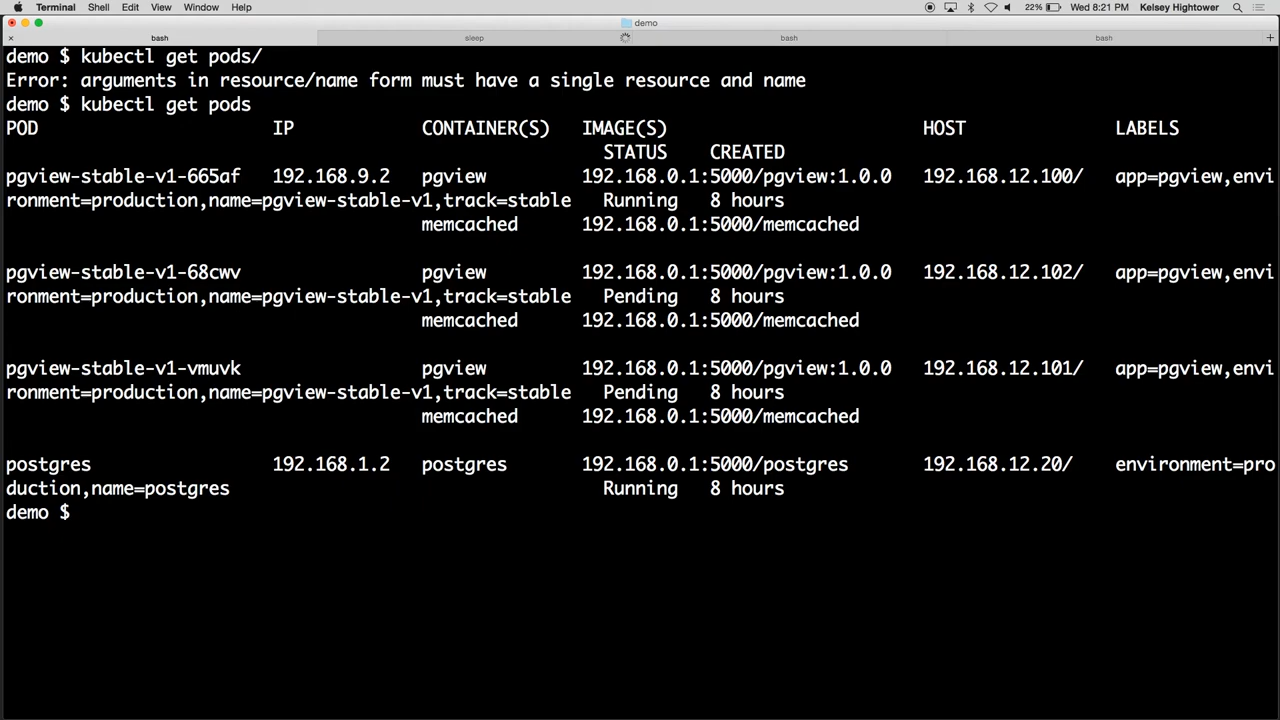 Terminal Shell Edit View Window Help 22% Wed 8:21 PM Kelsey Hightower
demo
bash sleep bash bash
demo $ kubectl get pods/
Error: arguments in resource/name form must have a single resource and name
demo $ kubectl get pods
POD IP CONTAINER(S) IMAGE(S) HOST LABELS
STATUS CREATED
pgview-stable-v1-665af 192.168.9.2 pgview 192.168.0.1:5000/pgview:1.0.0 192.168.12.100/ app=pgview,envi
ronment=production,name=pgview-stable-v1,track=stable Running 8 hours
memcached 192.168.0.1:5000/memcached
pgview-stable-v1-68cwv pgview 192.168.0.1:5000/pgview:1.0.0 192.168.12.102/ app=pgview,envi
ronment=production,name=pgview-stable-v1,track=stable Pending 8 hours
memcached 192.168.0.1:5000/memcached
pgview-stable-v1-vmuvk pgview 192.168.0.1:5000/pgview:1.0.0 192.168.12.101/ app=pgview,envi
ronment=production,name=pgview-stable-v1,track=stable Pending 8 hours
memcached 192.168.0.1:5000/memcached
postgres 192.168.1.2 postgres 192.168.0.1:5000/postgres 192.168.12.20/ environment=pro
duction,name=postgres Running 8 hours
demo $